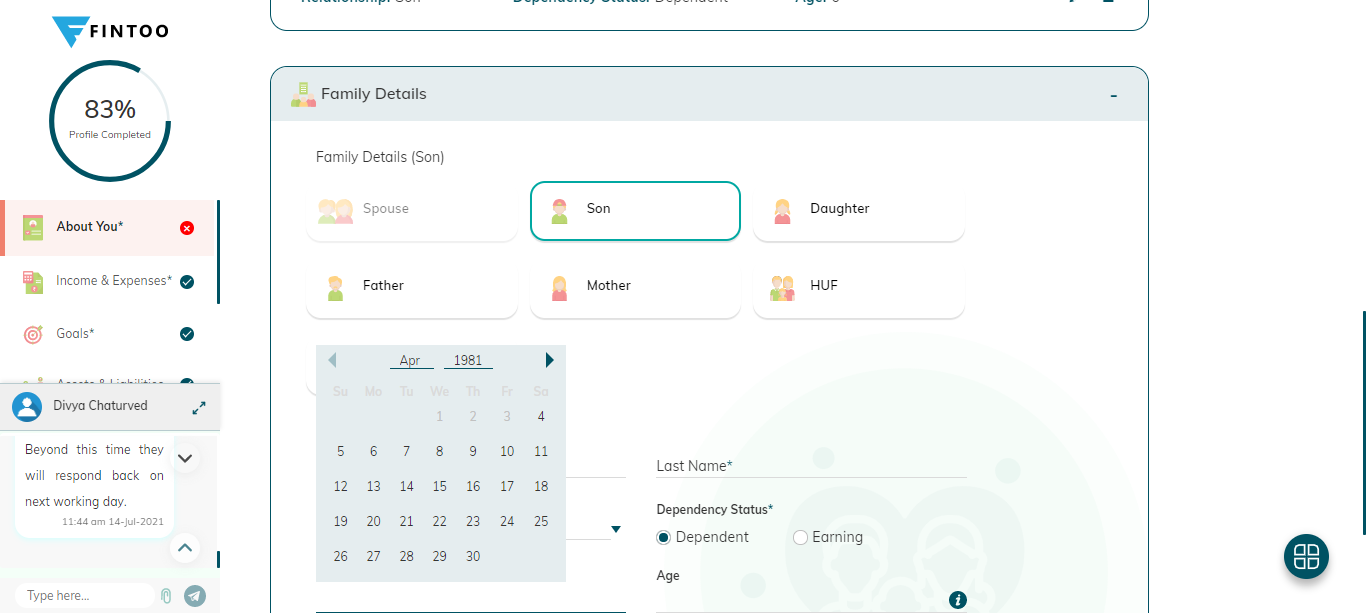 Relationship: Son Dependency Status: Dependent Age: 6
FINTOO
83%
Profile Completed
About You*
Income & Expenses*
Goals*
Assets & Liabilities
Divya Chaturved
Beyond this time they
will respond back on
next working day.
11:44 am 14-Jul-2021
Type here...
Family Details
-
Family Details (Son)
Spouse Son Daughter
Father Mother HUF
Apr 1981
Su Mo Tu We Th Fr Sa
1 2 3 4
5 6 7 8 9 10 11
12 13 14 15 16 17 18
19 20 21 22 23 24 25
26 27 28 29 30
Last Name*
Dependency Status*
Dependent Earning
Age
i